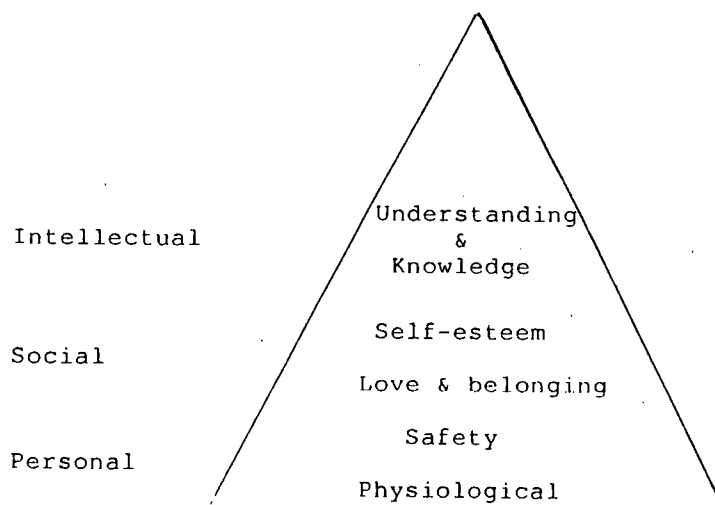 Understanding
Intellectual
&
Knowledge
Self-esteem
Social
Love & belonging
Safety
Personal
Physiological